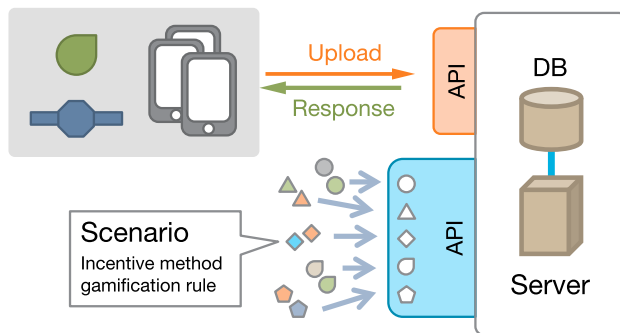 Upload
Response
API
DB
Scenario
Incentive method
gamification rule
API
Server